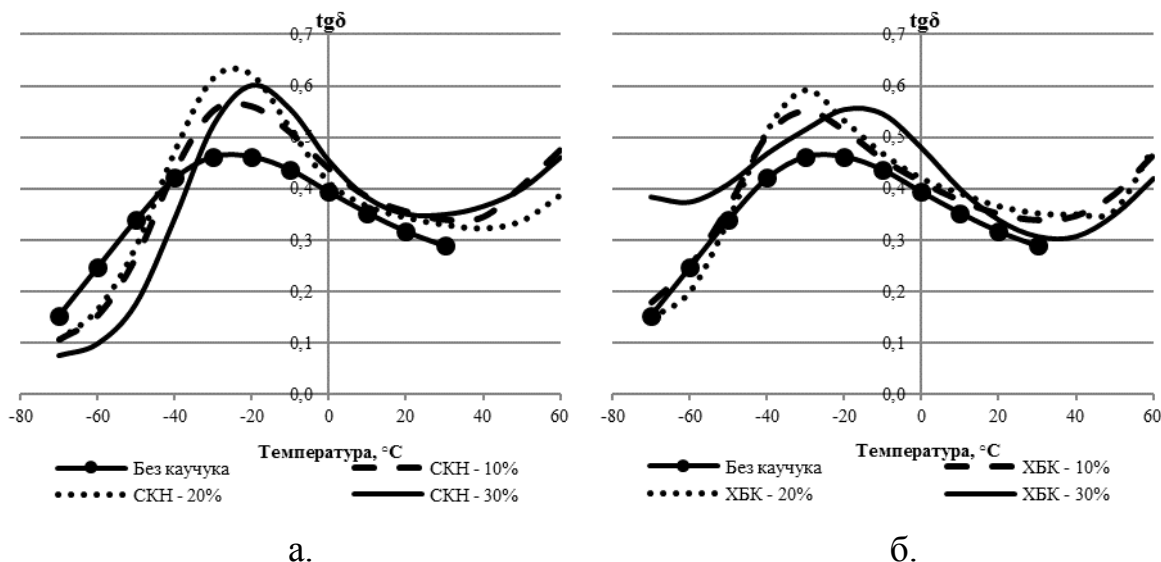 tgδ
0,7
0,6
0,5
0,4
0,3
0,2
0,1
0,0
-80 -60 -40 -20 0 20 40 60
Температура, °С
Без каучука СКН - 10%
СКН - 20% СКН - 30%
а.
tgδ
0,7
0,6
0,5
0,4
0,3
0,2
0,1
0,0
-80 -60 -40 -20 0 20 40 60
Температура, °С
Без каучука ХБК - 10%
ХБК - 20% ХБК - 30%
б.